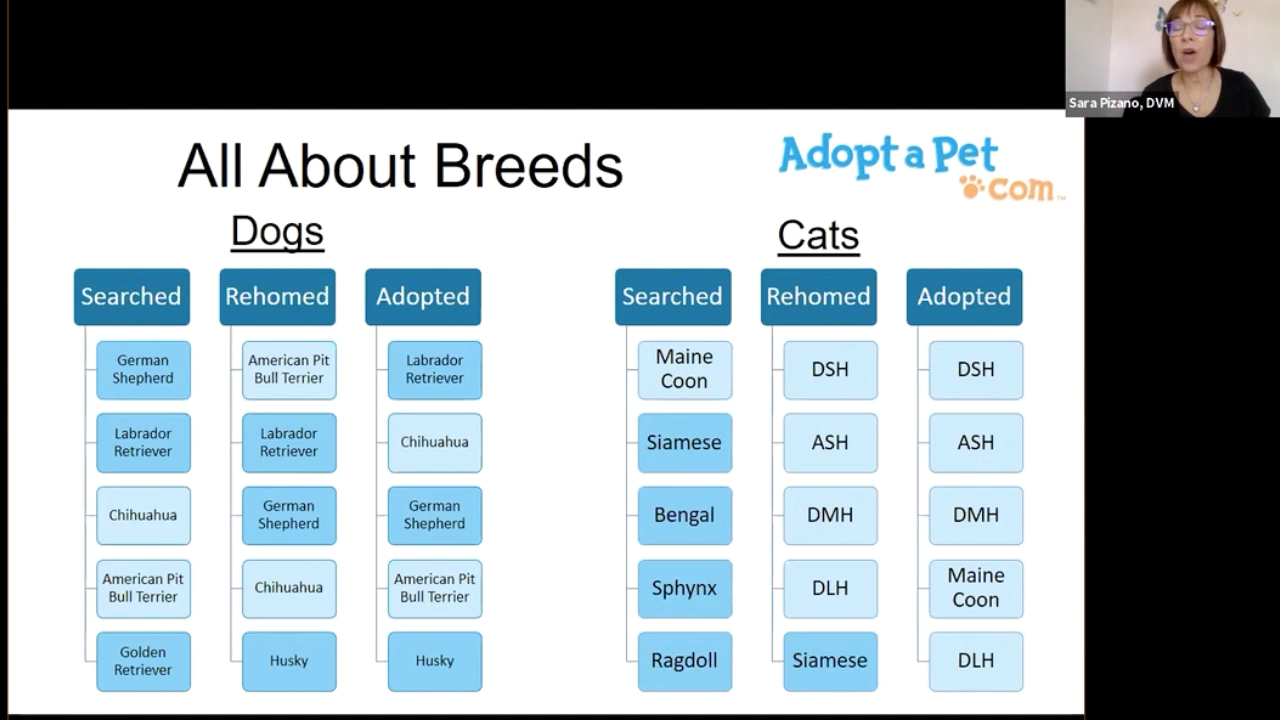 Sara Pizano, DVM
All About Breeds
Adopt a Pet
.com™
Dogs
Searched
German
Shepherd
Labrador
Retriever
Chihuahua
American Pit
Bull Terrier
Golden
Retriever
Rehomed
American Pit
Bull Terrier
Labrador
Retriever
German
Shepherd
Chihuahua
Husky
Adopted
Labrador
Retriever
Chihuahua
German
Shepherd
American Pit
Bull Terrier
Husky
Cats
Searched
Maine
Coon
Siamese
Bengal
Sphynx
Ragdoll
Rehomed
DSH
ASH
DMH
DLH
Siamese
Adopted
DSH
ASH
DMH
Maine
Coon
DLH